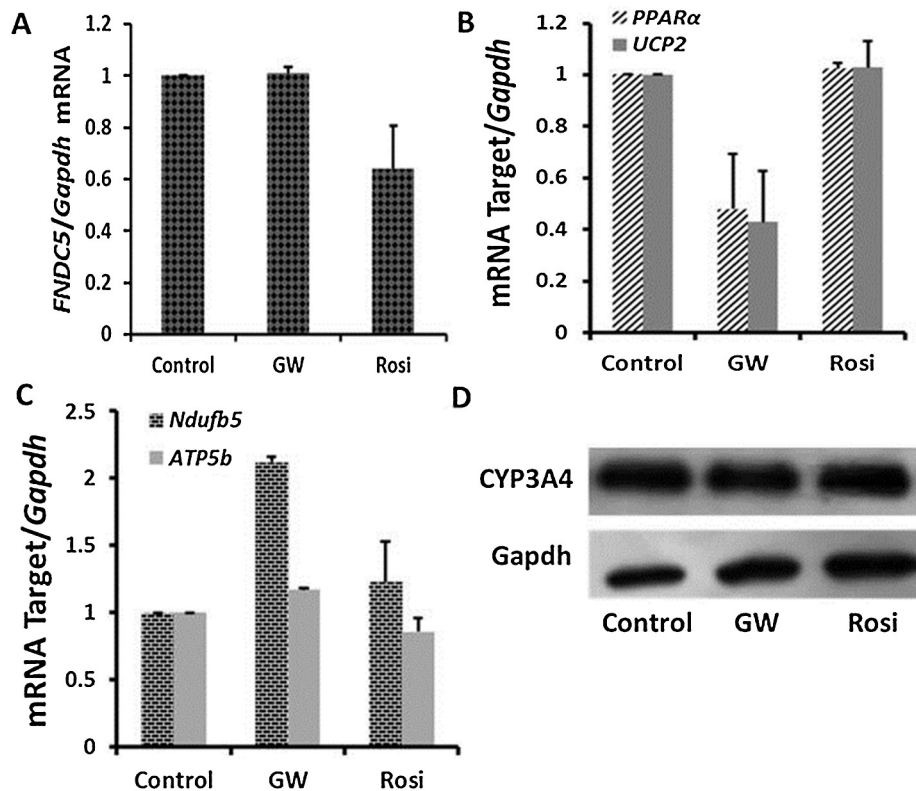 A
FNDC5/Gapdh mRNA
1.2
1
0.8
0.6
0.4
0.2
0
Control GW Rosi
B
PPARα
UCP2
mRNA Target/Gapdh
1.2
1
0.8
0.6
0.4
0.2
0
Control GW Rosi
C
Ndufb5
ATP5b
mRNA Target/Gapdh
2.5
2
1.5
1
0.5
0
Control GW Rosi
D
CYP3A4
Gapdh
Control GW Rosi